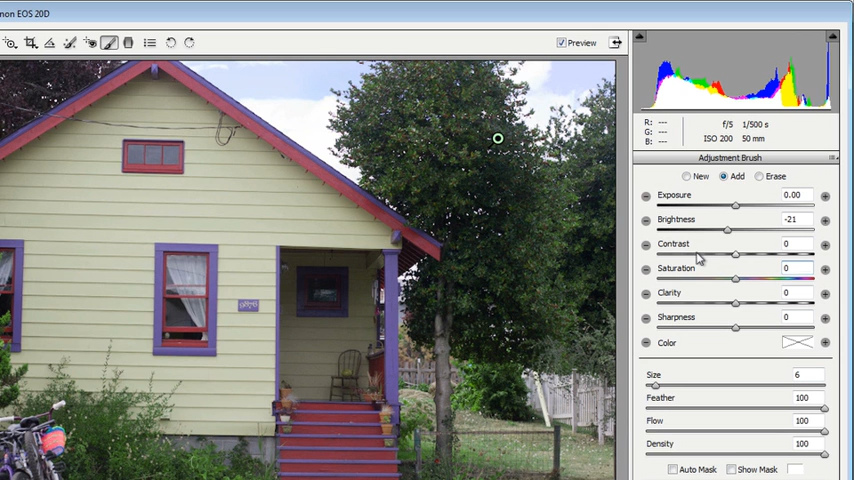 non EOS 20D
Preview
R: ---
G: ---
B: ---
f/5 1/500 s
ISO 200 50 mm
Adjustment Brush
New Add Erase
Exposure 0.00
Brightness -21
Contrast 0
Saturation 0
Clarity 0
Sharpness 0
Color
Size 6
Feather 100
Flow 100
Density 100
Auto Mask Show Mask